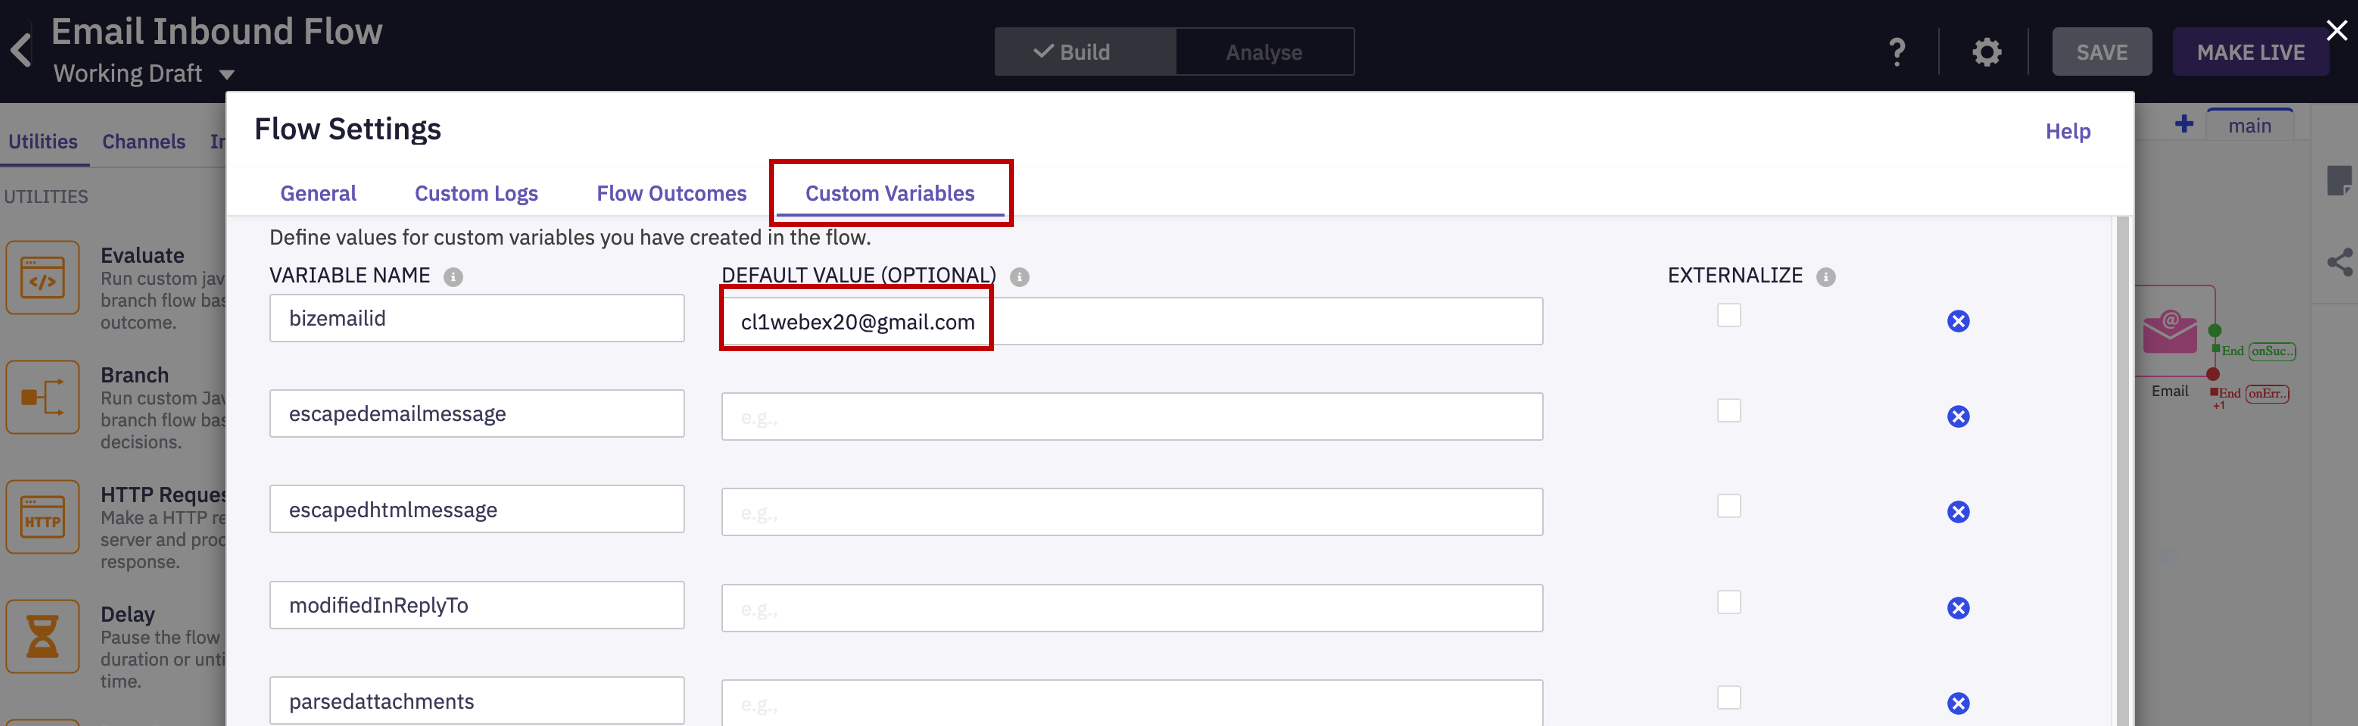 Email Inbound Flow
Working Draft
Build
Analyse
?
SAVE
MAKE LIVE
Utilities
Channels
UTILITIES
Evaluate
Run custom jav
branch flow bas
outcome.
Branch
Run custom Jav
branch flow bas
decisions.
HTTP
HTTP Reques
Make a HTTP re
server and proc
response.
Delay
Pause the flow
duration or unti
time.
Flow Settings
Help
General
Custom Logs
Flow Outcomes
Custom Variables
Define values for custom variables you have created in the flow.
VARIABLE NAME
DEFAULT VALUE (OPTIONAL)
EXTERNALIZE
bizemailid
cl1webex20@gmail.com
escapedemailmessage
e.g.,
escapedhtmlmessage
e.g.,
modifiedInReplyTo
e.g.,
parsedattachments
e.g.,
main
End onSuc..
Email
End onErr..
+1